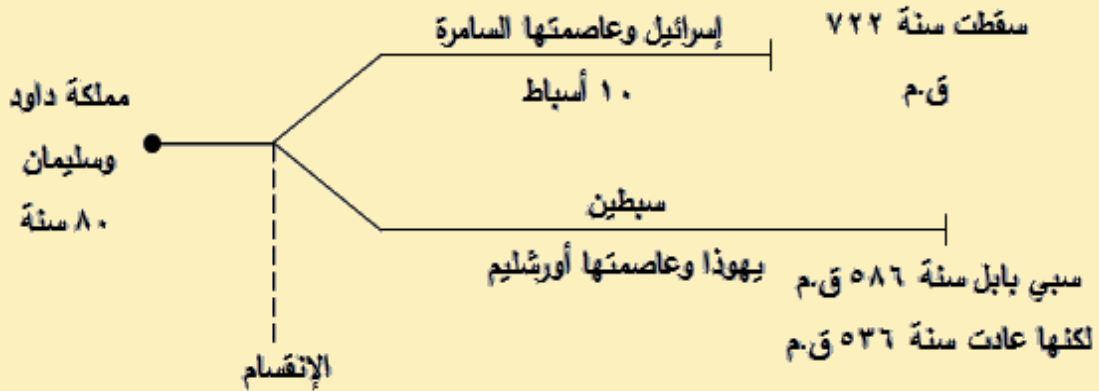 مملكة داود
وسليمان
٨٠ سنة
إسرائيل وعاصمتها السامرة
١٠ أسباط
سقطت سنة ٧٢٢
ق.م
سبطين
يهوذا وعاصمتها أورشليم
سبي بابل سنة ٥٨٦ ق.م
لكنها عادت سنة ٥٣٦ ق.م
الإنقسام